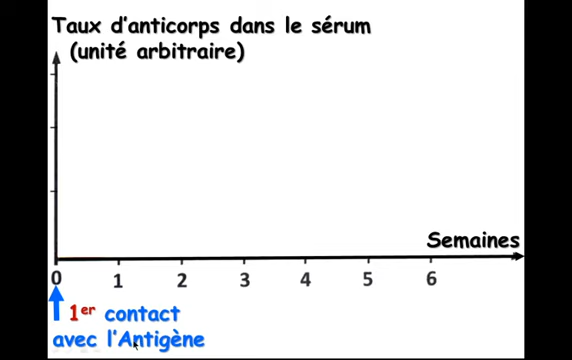 Taux d'anticorps dans le sérum
(unité arbitraire)
Semaines
0 1 2 3 4 5 6
1er contact
avec l'Antigène